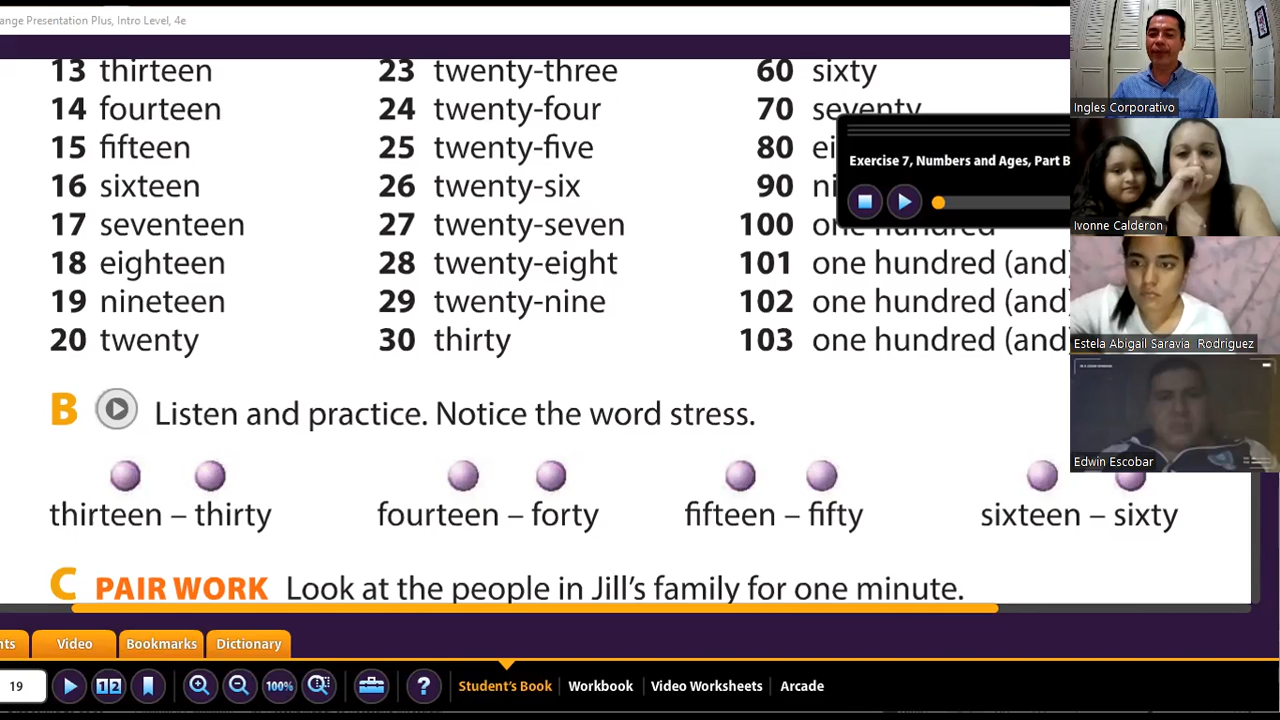 ange Presentation Plus, Intro Level, 4e
13 thirteen 23 twenty-three 60 sixty
14 fourteen 24 twenty-four 70 seventy
15 fifteen 25 twenty-five 80 ei
16 sixteen 26 twenty-six 90 ni
17 seventeen 27 twenty-seven 100 one hundred
18 eighteen 28 twenty-eight 101 one hundred (and)
19 nineteen 29 twenty-nine 102 one hundred (and)
20 twenty 30 thirty 103 one hundred (and)
Exercise 7, Numbers and Ages, Part B
B Listen and practice. Notice the word stress.
thirteen – thirty fourteen – forty fifteen – fifty sixteen – sixty
C PAIR WORK Look at the people in Jill's family for one minute.
Ingles Corporativo
Ivonne Calderon
Estela Abigail Saravia Rodriguez
Edwin Escobar
nts Video Bookmarks Dictionary
19 12 100% ? Student's Book Workbook Video Worksheets Arcade